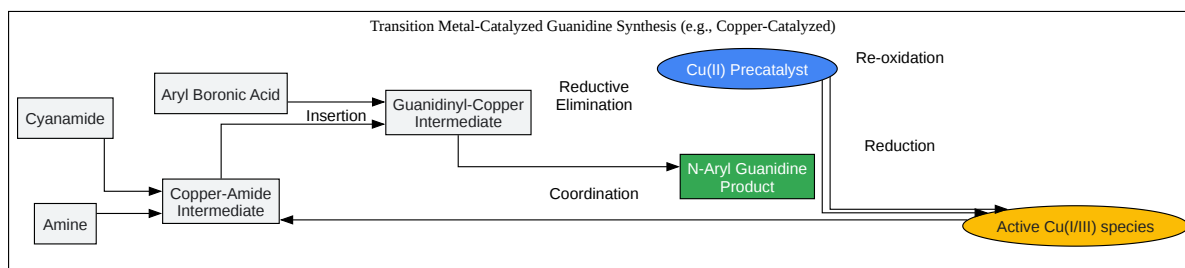 Transition Metal-Catalyzed Guanidine Synthesis (e.g., Copper-Catalyzed)
Cu(II) Precatalyst
Re-oxidation
Aryl Boronic Acid
Reductive
Elimination
Guanidinyl-Copper
Intermediate
Cyanamide
Insertion
Reduction
N-Aryl Guanidine
Product
Copper-Amide
Intermediate
Coordination
Amine
Active Cu(I/III) species